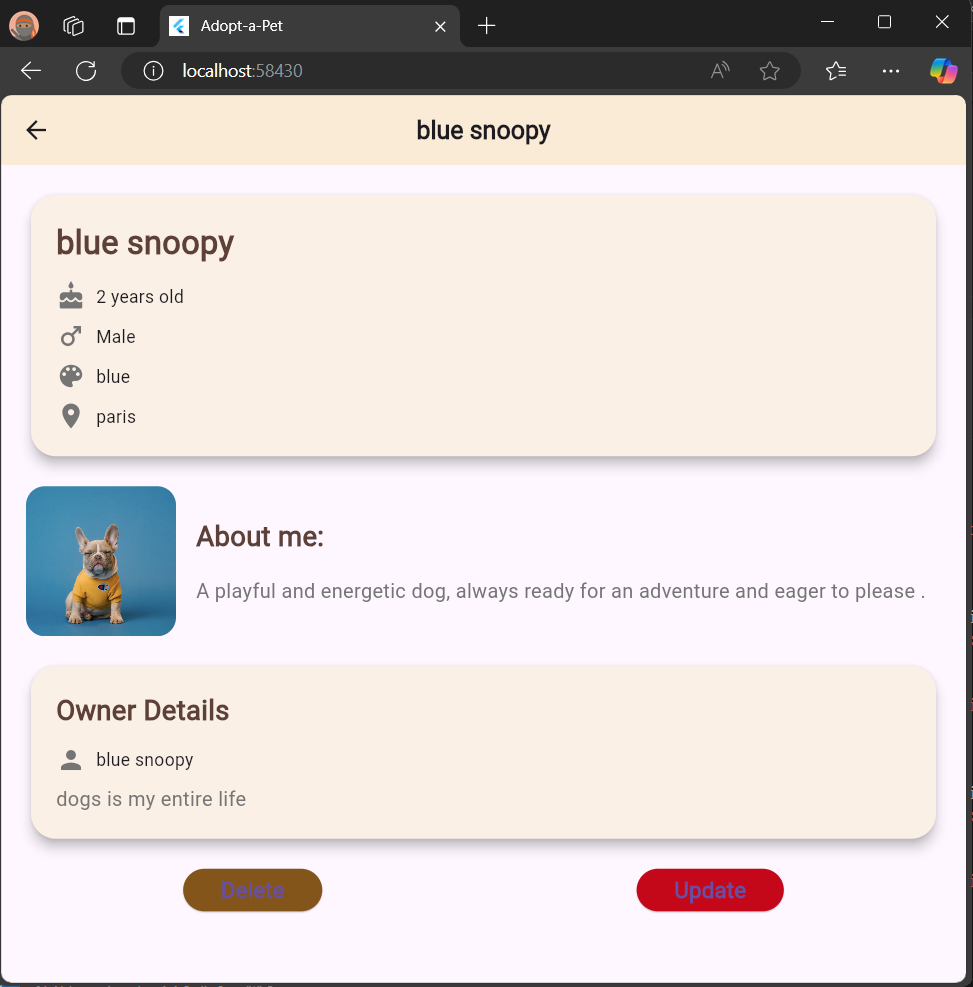 Adopt-a-Pet
localhost:58430
blue snoopy
blue snoopy
2 years old
Male
blue
paris
About me:
A playful and energetic dog, always ready for an adventure and eager to please .
Owner Details
blue snoopy
dogs is my entire life
Delete
Update